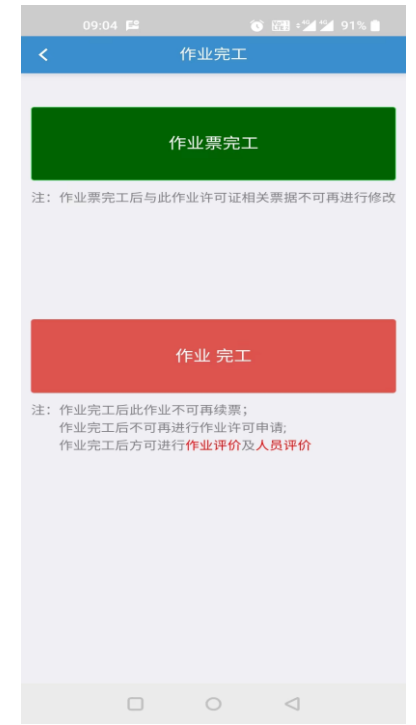 09:04
91%
作业完工
作业票完工
注：作业票完工后与此作业许可证相关票据不可再进行修改
作业 完工
注：作业完工后此作业不可再续票；
作业完工后不可再进行作业许可申请;
作业完工后方可进行作业评价及人员评价